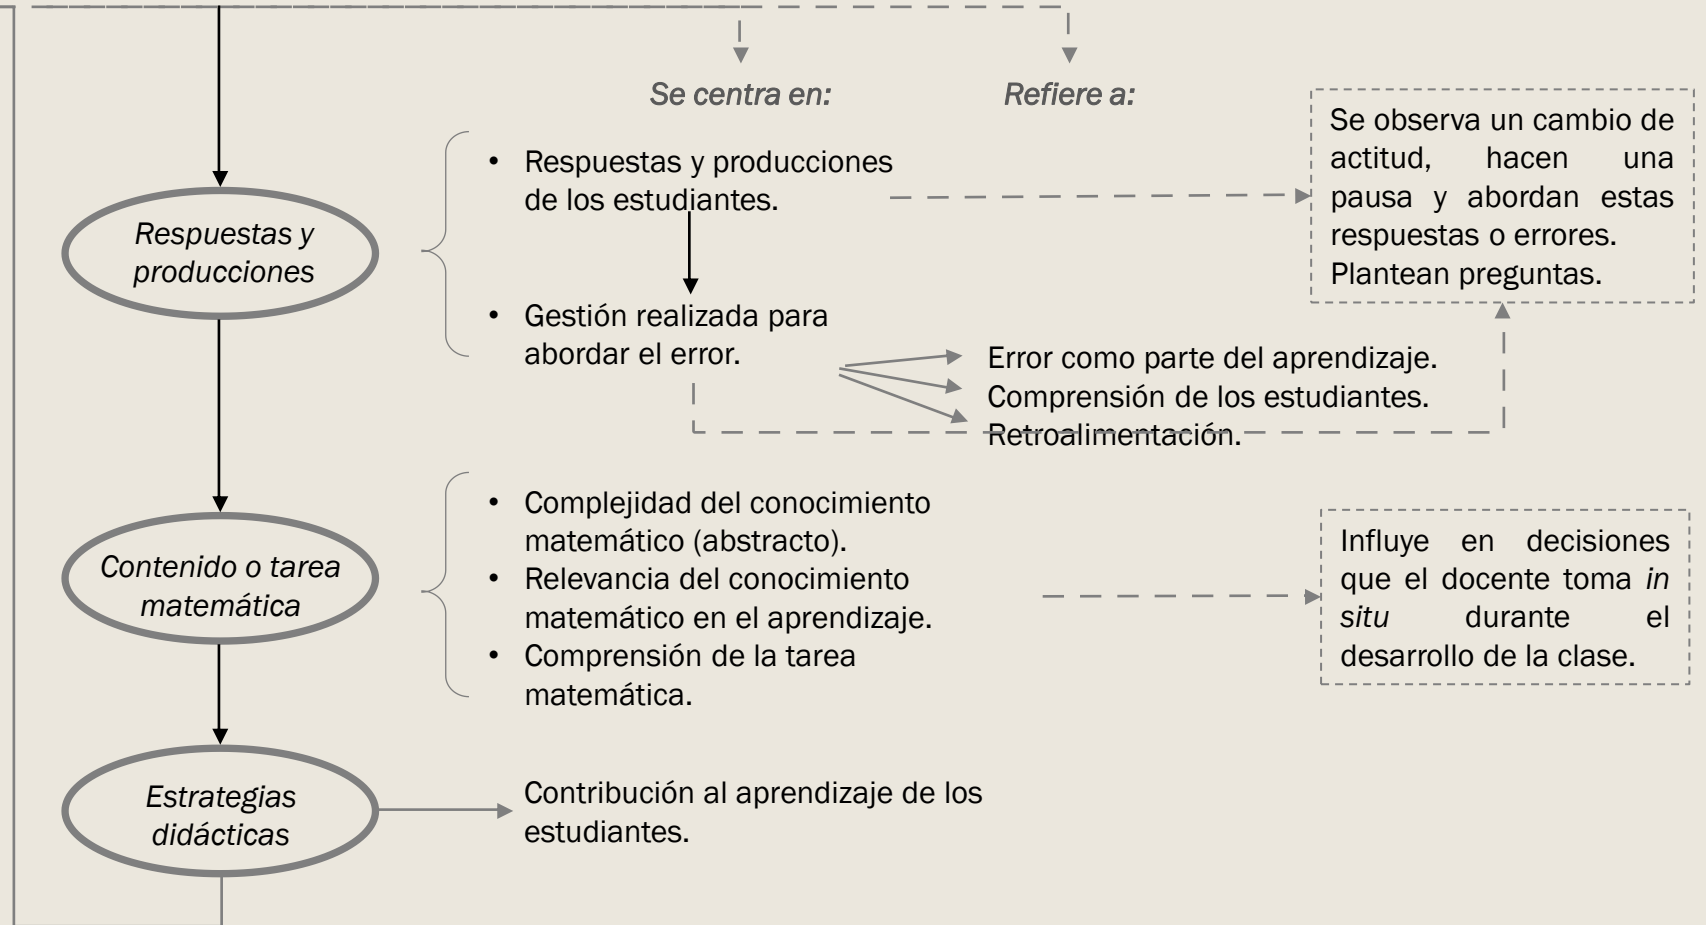 Se centra en:
Refiere a:
Respuestas y
producciones
• Respuestas y producciones
de los estudiantes.
• Gestión realizada para
abordar el error.
Error como parte del aprendizaje.
Comprensión de los estudiantes.
Retroalimentación.
Se observa un cambio de
actitud, hacen una
pausa y abordan estas
respuestas o errores.
Plantean preguntas.
Contenido o tarea
matemática
• Complejidad del conocimiento
matemático (abstracto).
• Relevancia del conocimiento
matemático en el aprendizaje.
• Comprensión de la tarea
matemática.
Influye en decisiones
que el docente toma in
situ durante el
desarrollo de la clase.
Estrategias
didácticas
Contribución al aprendizaje de los
estudiantes.